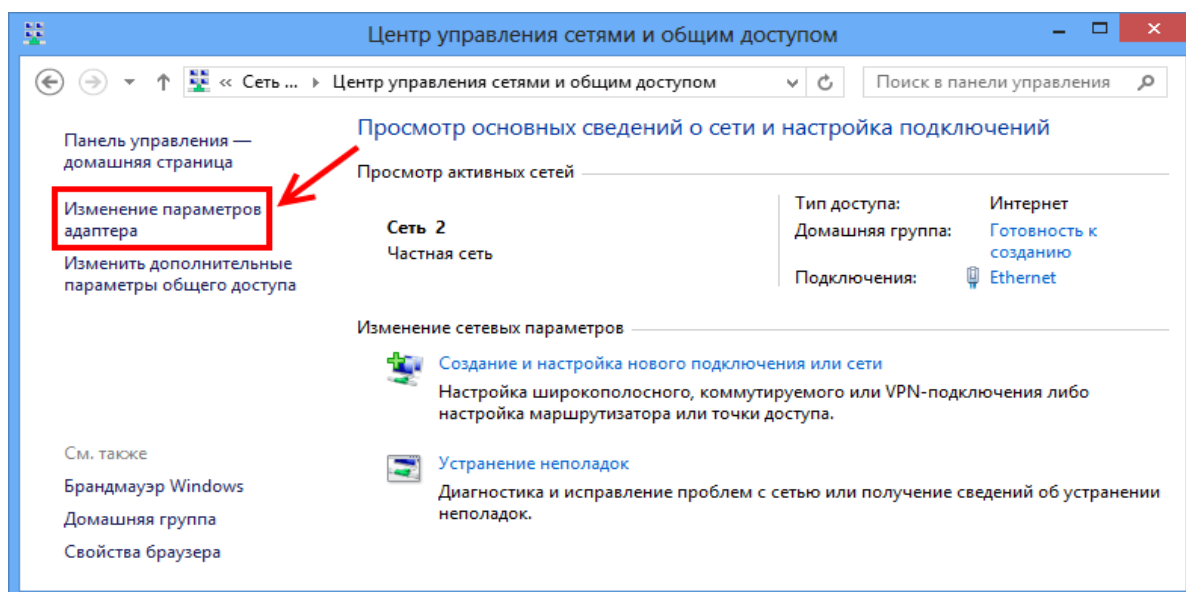 Центр управления сетями и общим доступом
« Сеть ... Центр управления сетями и общим доступом
Поиск в панели управления
Панель управления —
домашняя страница
Изменение параметров
адаптера
Изменить дополнительные
параметры общего доступа
Просмотр основных сведений о сети и настройка подключений
Просмотр активных сетей
Сеть 2
Частная сеть
Тип доступа: Интернет
Домашняя группа: Готовность к
созданию
Подключения: Ethernet
Изменение сетевых параметров
Создание и настройка нового подключения или сети
Настройка широкополосного, коммутируемого или VPN-подключения либо
настройка маршрутизатора или точки доступа.
Устранение неполадок
Диагностика и исправление проблем с сетью или получение сведений об устранении
неполадок.
См. также
Брандмауэр Windows
Домашняя группа
Свойства браузера